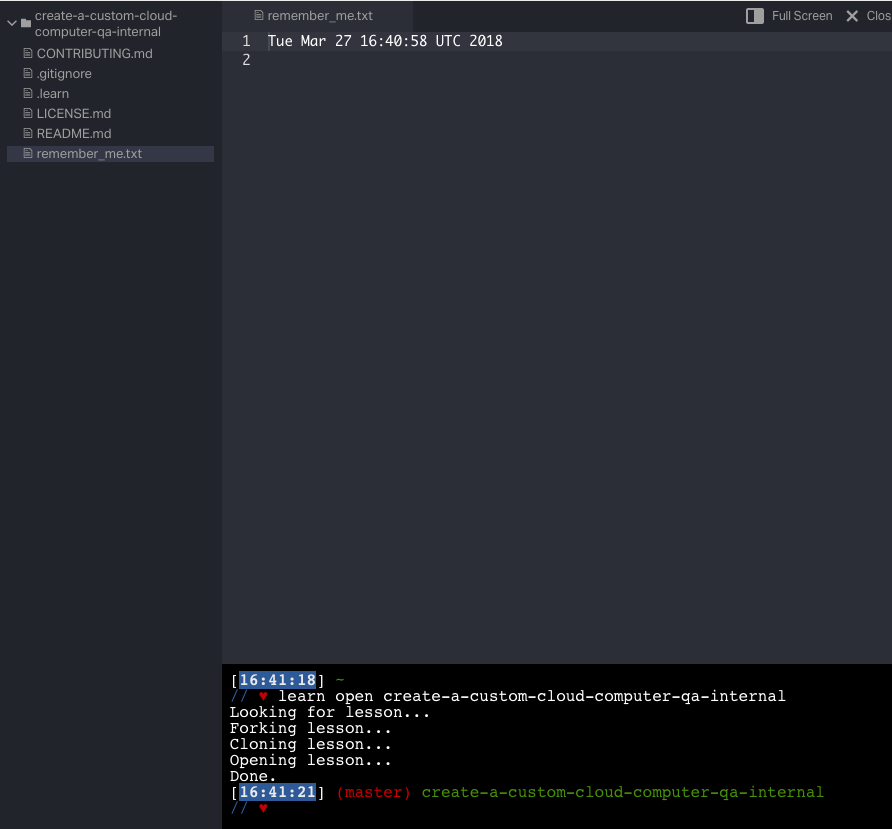 create-a-custom-cloud-
computer-qa-internal
CONTRIBUTING.md
.gitignore
.learn
LICENSE.md
README.md
remember_me.txt
remember_me.txt
Full Screen
Clos
1 Tue Mar 27 16:40:58 UTC 2018
2
[16:41:18] ~
// ♥ learn open create-a-custom-cloud-computer-qa-internal
Looking for lesson...
Forking lesson...
Cloning lesson...
Opening lesson...
Done.
[16:41:21] (master) create-a-custom-cloud-computer-qa-internal
// ♥